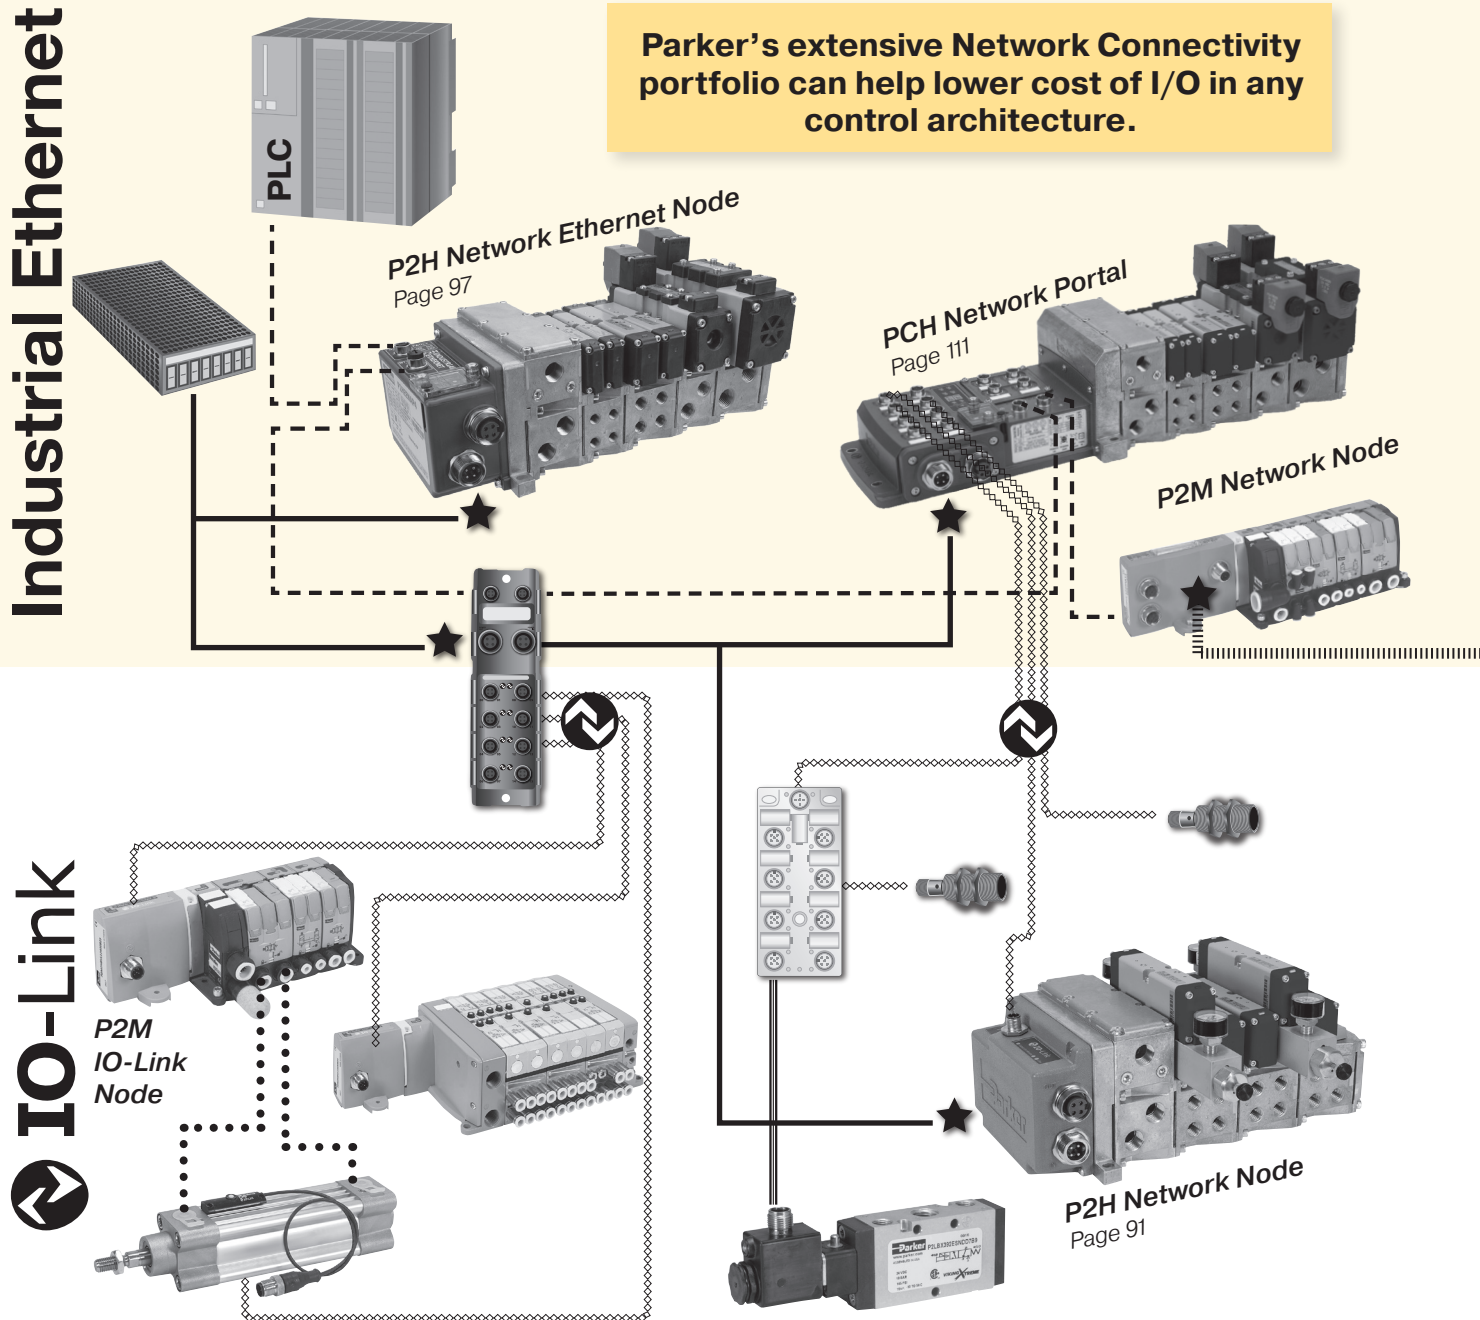 Industrial Ethernet
Parker’s extensive Network Connectivity
portfolio can help lower cost of I/O in any
control architecture.
PLC
P2H Network Ethernet Node
Page 97
PCH Network Portal
Page 111
P2M Network Node
IO-Link
P2M
IO-Link
Node
Parker
P2H Network Node
Page 91
Parker